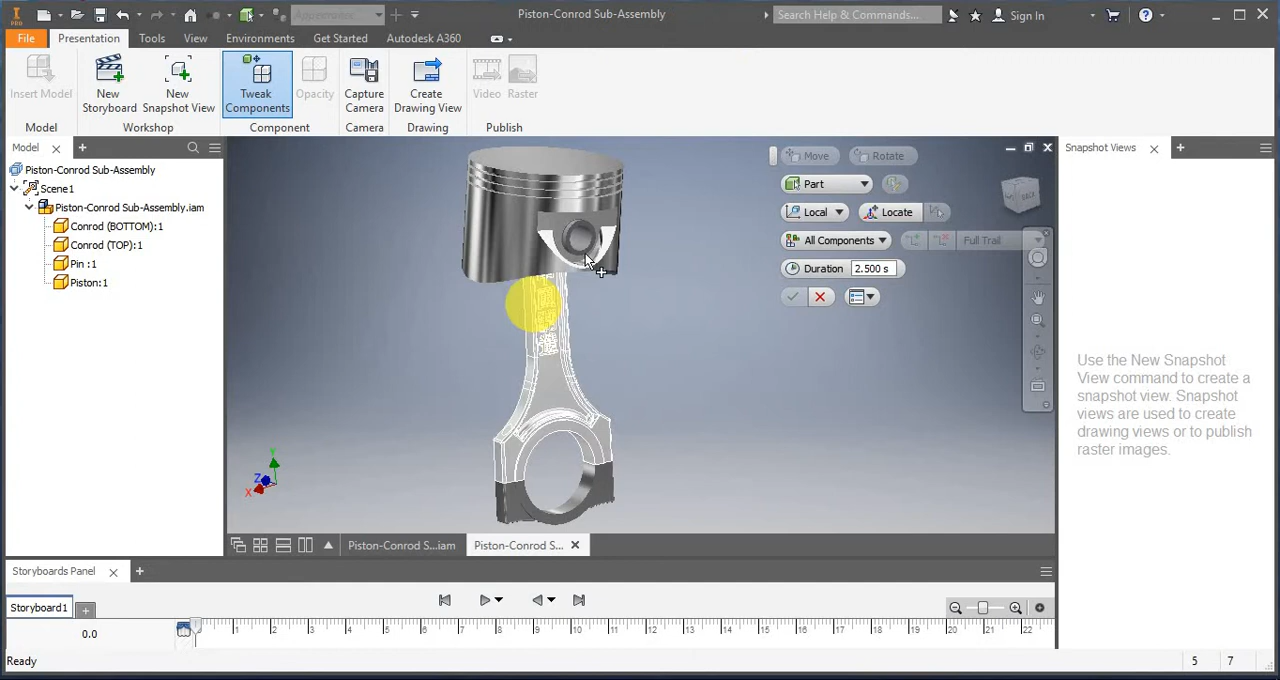 PRO
Appearance
Piston-Conrod Sub-Assembly
Search Help & Commands...
Sign In
File
Presentation
Tools
View
Environments
Get Started
Autodesk A360
Insert Model
New Storyboard
New Snapshot View
Tweak Components
Opacity
Capture Camera
Create Drawing View
Video
Raster
Model
Workshop
Component
Camera
Drawing
Publish
Model
Piston-Conrod Sub-Assembly
Scene1
Piston-Conrod Sub-Assembly.iam
Conrod (BOTTOM):1
Conrod (TOP):1
Pin :1
Piston:1
Move
Rotate
Part
Local
Locate
All Components
Full Trail
Duration
2.500 s
X
Y
Z
Snapshot Views
Use the New Snapshot
View command to create a
snapshot view. Snapshot
views are used to create
drawing views or to publish
raster images.
Piston-Conrod S...iam
Piston-Conrod S...
Storyboards Panel
Storyboard1
0.0
1 2 3 4 5 6 7 8 9 10 11 12 13 14 15 16 17 18 19 20 21 22
Ready
5
7